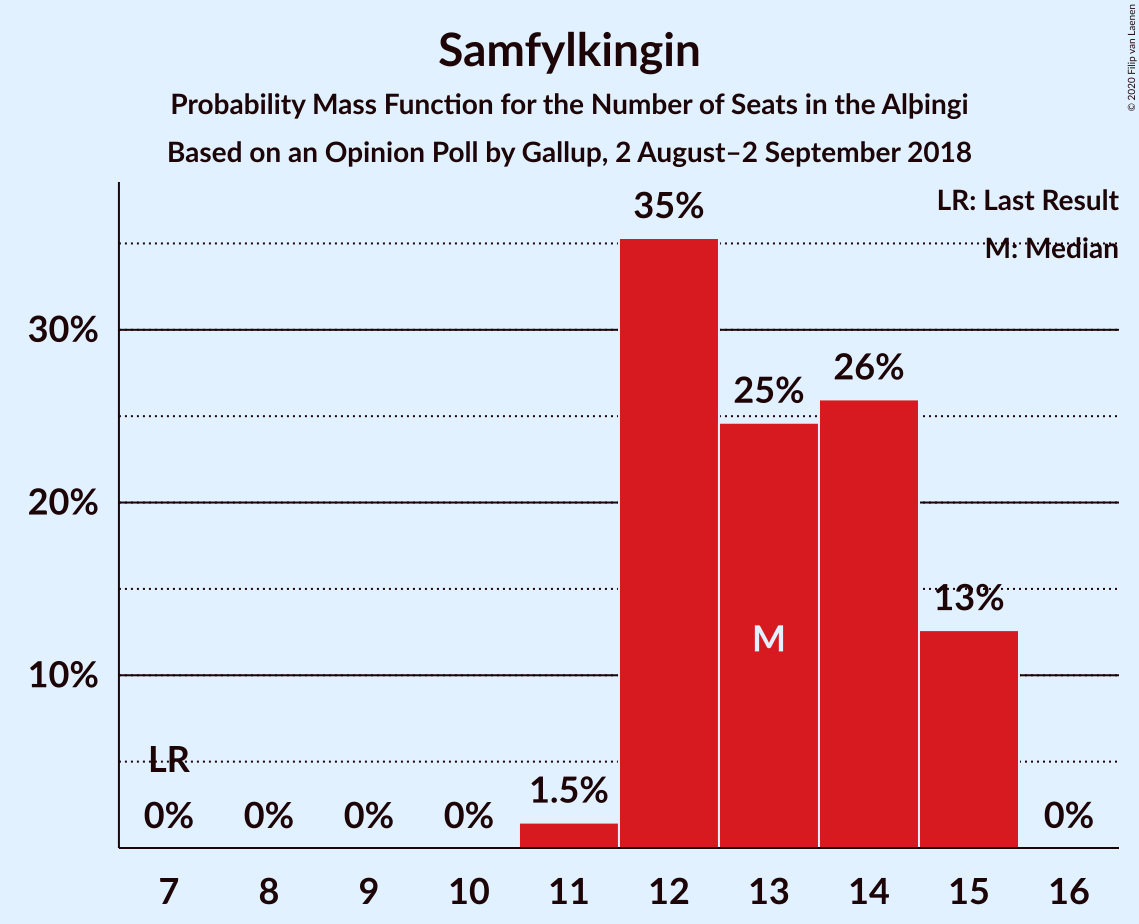 Samfylkingin
Probability Mass Function for the Number of Seats in the Alþingi
Based on an Opinion Poll by Gallup, 2 August–2 September 2018
© 2020 Filip van Laenen
LR: Last Result
M: Median
35%
30%
26%
25%
20%
13%
M
10%
LR
1.5%
0% 0% 0% 0% 0%
7 8 9 10 11 12 13 14 15 16